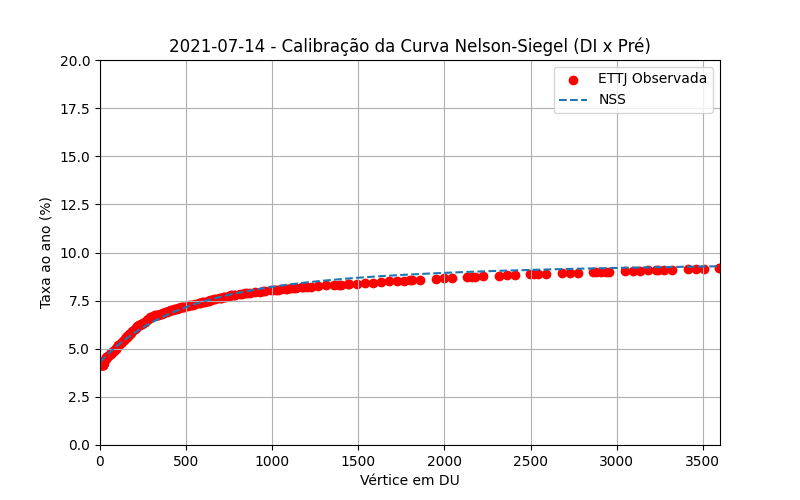 2021-07-14 - Calibração da Curva Nelson-Siegel (DI x Pré)
ETTJ Observada
NSS
Taxa ao ano (%)
20.0
17.5
15.0
12.5
10.0
7.5
5.0
2.5
0.0
0 500 1000 1500 2000 2500 3000 3500
Vértice em DU